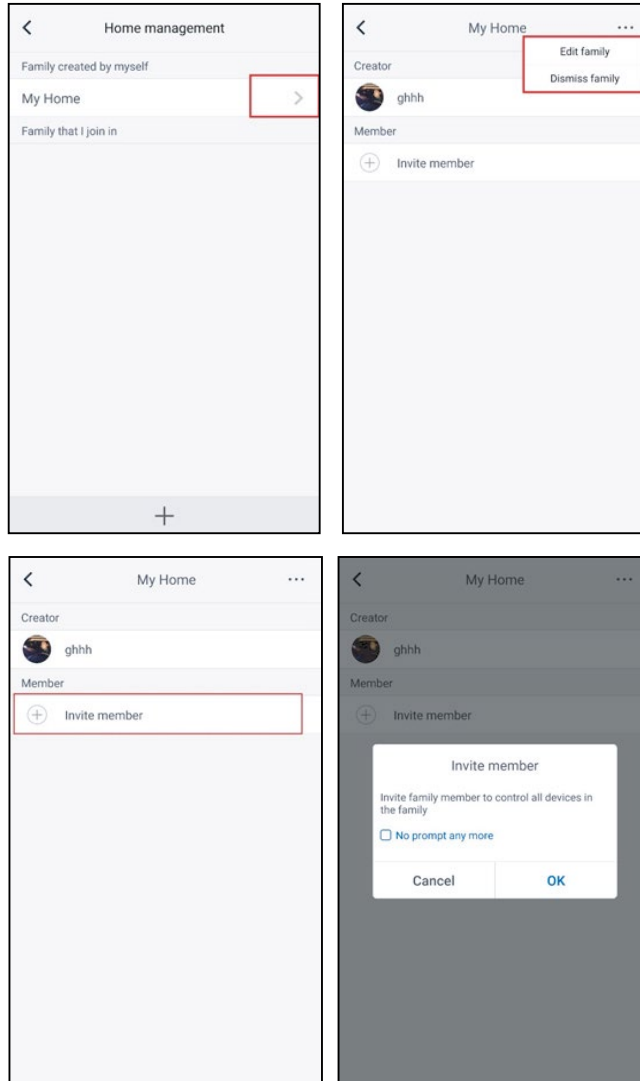 Home management
Family created by myself
My Home
Family that I join in
My Home
Edit family
Dismiss family
Creator
ghhh
Member
Invite member
My Home
Creator
ghhh
Member
Invite member
My Home
Creator
ghhh
Member
Invite member
Invite member
Invite family member to control all devices in
the family
No prompt any more
Cancel OK